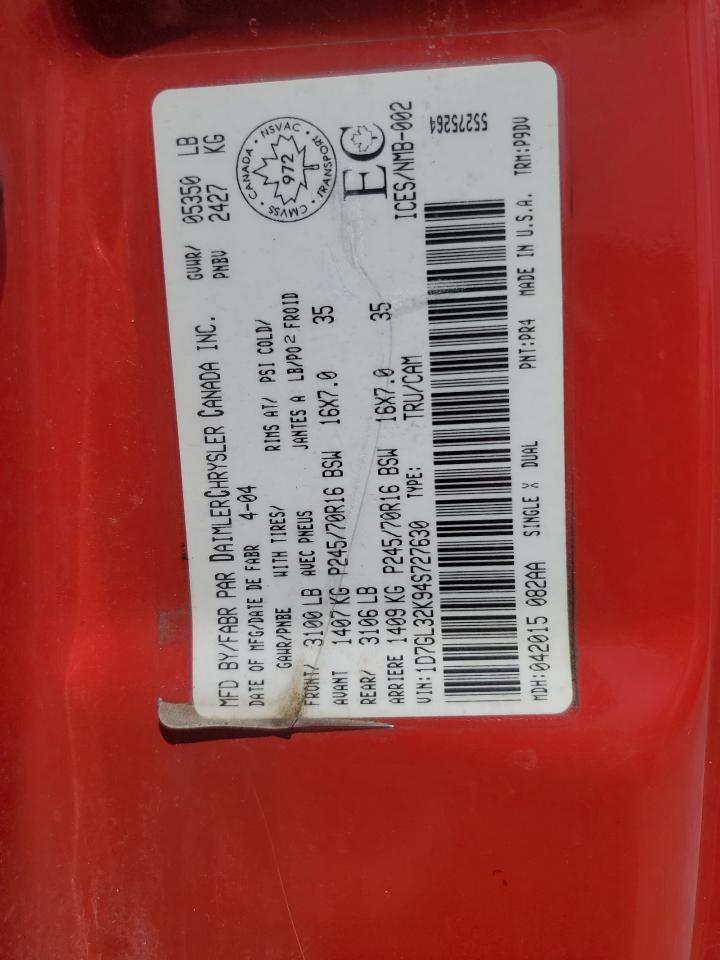 MFD BY/FABR PAR DAIMLERCHRYSLER CANADA INC.
DATE OF MFG/DATE DE FABR 4-04
GVWR/ 05350 LB
PNBV 2427 KG
GAWR/PNBE WITH TIRES/ RIMS AT/ PSI COLD/
AVEC PNEUS JANTES A LB/PO2 FROID
FRONT/ 3100 LB
AVANT 1407 KG P245/70R16 BSW 16X7.0 35
REAR/ 3106 LB
ARRIERE 1409 KG P245/70R16 BSW 16X7.0 35
CANADA • NSVAC • TRANSPORT • CMVSS •
972
EC
ICES/NMB-002
VIN: 1D7GL32K94S727630 TYPE: TRU/CAM
55275264
MDH:042015 082AA SINGLE X DUAL PNT:PR4 MADE IN U.S.A. TRM:P9DV